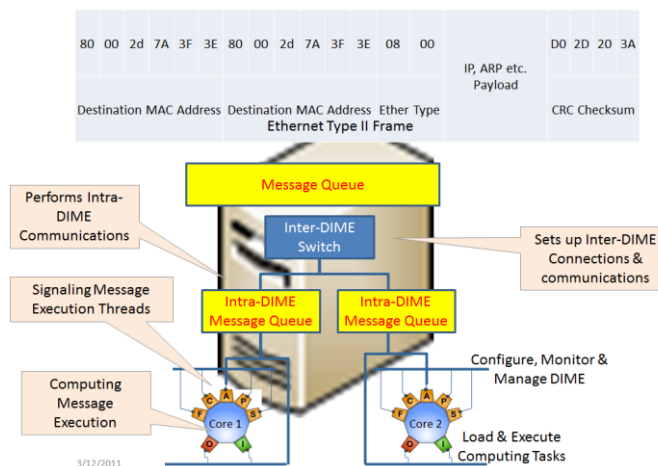 80 00 2d 7A 3F 3E 80 00 2d 7A 3F 3E 08 00 D0 2D 20 3A
IP, ARP etc.
Payload
Destination MAC Address Destination MAC Address Ether Type CRC Checksum
Ethernet Type II Frame
Message Queue
Performs Intra-
DIME
Communications
Inter-DIME
Switch
Sets up Inter-DIME
Connections &
communications
Signaling Message
Execution Threads
Intra-DIME
Message Queue
Intra-DIME
Message Queue
Configure, Monitor &
Manage DIME
Computing
Message
Execution
F C A P S
Core 1
O I
F C A P S
Core 2
O I
Load & Execute
Computing Tasks
3/12/2011